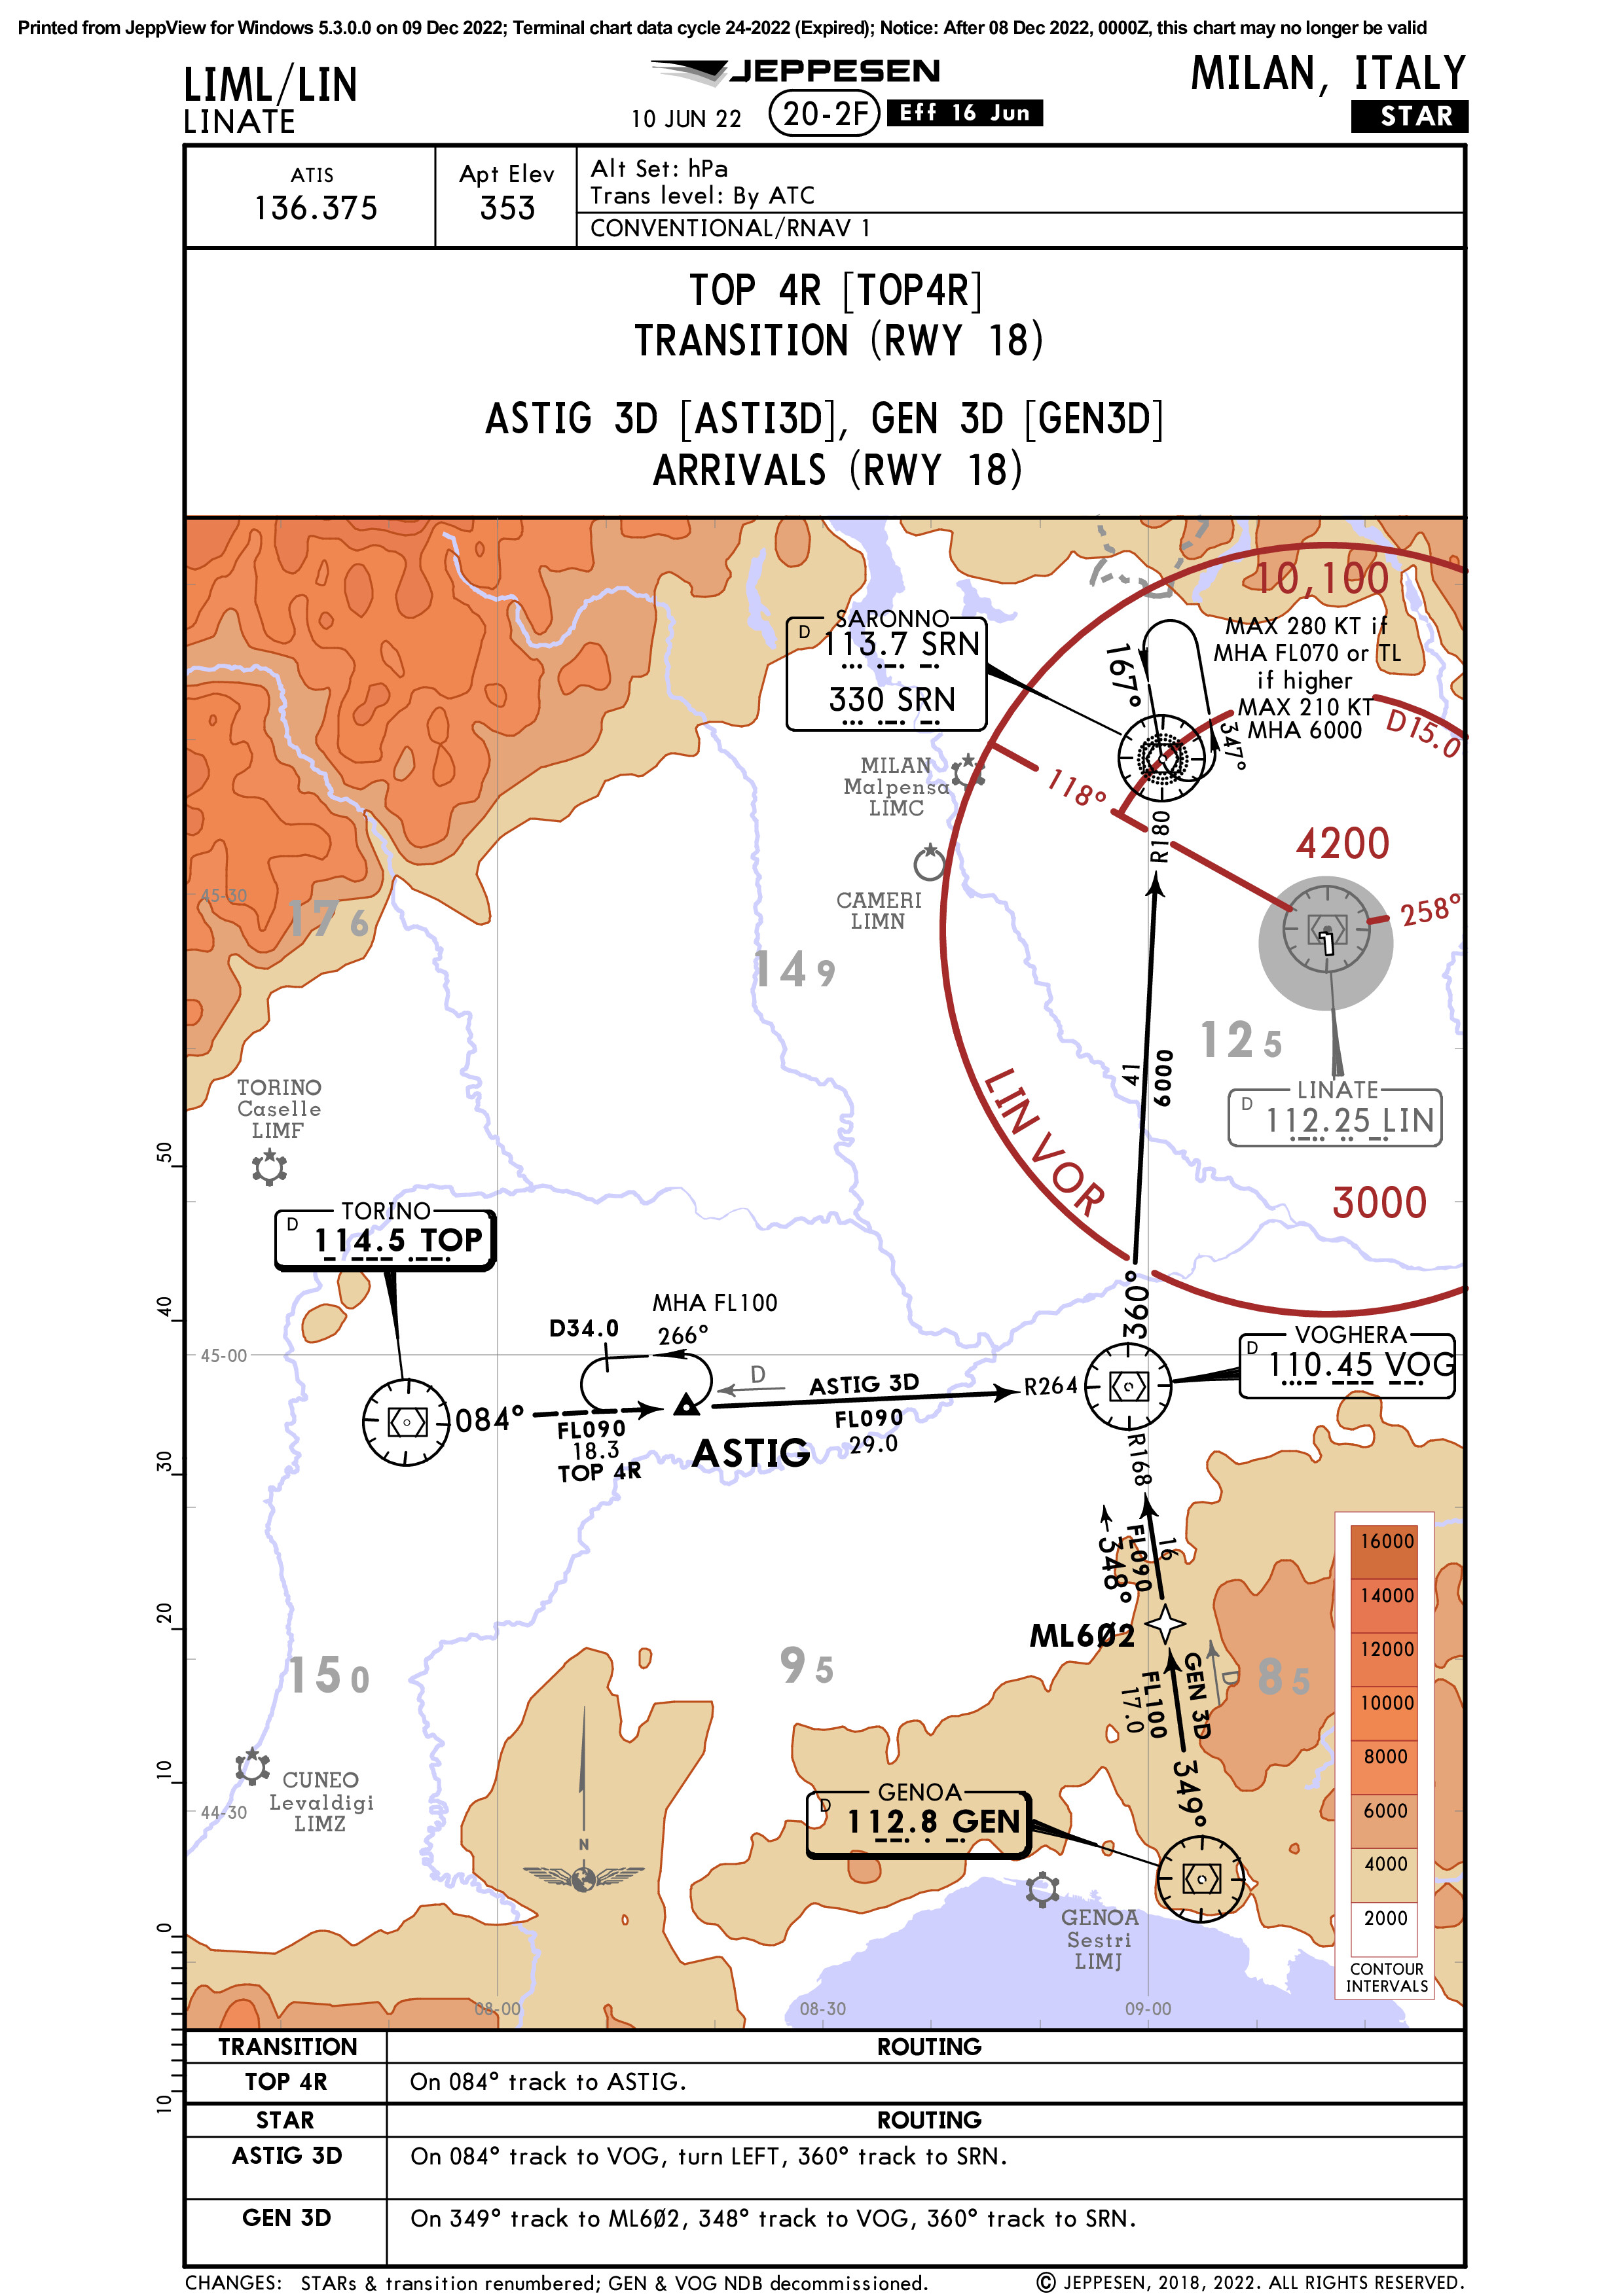 Printed from JeppView for Windows 5.3.0.0 on 09 Dec 2022; Terminal chart data cycle 24-2022 (Expired); Notice: After 08 Dec 2022, 0000Z, this chart may no longer be valid
LIML/LIN
LINATE
JEPPESEN
10 JUN 22
20-2F
Eff 16 Jun
MILAN, ITALY
STAR
ATIS
136.375
Apt Elev
353
Alt Set: hPa
Trans level: By ATC
CONVENTIONAL/RNAV 1
TOP 4R [TOP4R]
TRANSITION (RWY 18)
ASTIG 3D [ASTI3D], GEN 3D [GEN3D]
ARRIVALS (RWY 18)
10,100
SARONNO
D
113.7 SRN
330 SRN
167°
MAX 280 KT if
MHA FL070 or TL
if higher
MAX 210 KT
MHA 6000
347°
D15.0
MILAN
Malpensa
LIMC
118°
R180
4200
CAMERI
LIMN
258°
45-30
176
149
1
125
LINATE
D
112.25 LIN
41
6000
LIN VOR
3000
TORINO
Caselle
LIMF
50
TORINO
D
114.5 TOP
40
MHA FL100
D34.0
266°
360°
VOGHERA
D
110.45 VOG
45-00
D
ASTIG 3D
R264
084°
FL090
18.3
TOP 4R
FL090
29.0
ASTIG
R168
30
16
FL090
348°
20
ML6Ø2
GEN 3D
D
FL100
17.0
150
95
85
16000
14000
12000
10000
8000
6000
4000
2000
CONTOUR
INTERVALS
10
CUNEO
Levaldigi
LIMZ
44-30
349°
GENOA
D
112.8 GEN
N
GENOA
Sestri
LIMJ
0
08-00
08-30
09-00
10
TRANSITION
ROUTING
TOP 4R
On 084° track to ASTIG.
STAR
ROUTING
ASTIG 3D
On 084° track to VOG, turn LEFT, 360° track to SRN.
GEN 3D
On 349° track to ML6Ø2, 348° track to VOG, 360° track to SRN.
CHANGES: STARs & transition renumbered; GEN & VOG NDB decommissioned.
© JEPPESEN, 2018, 2022. ALL RIGHTS RESERVED.